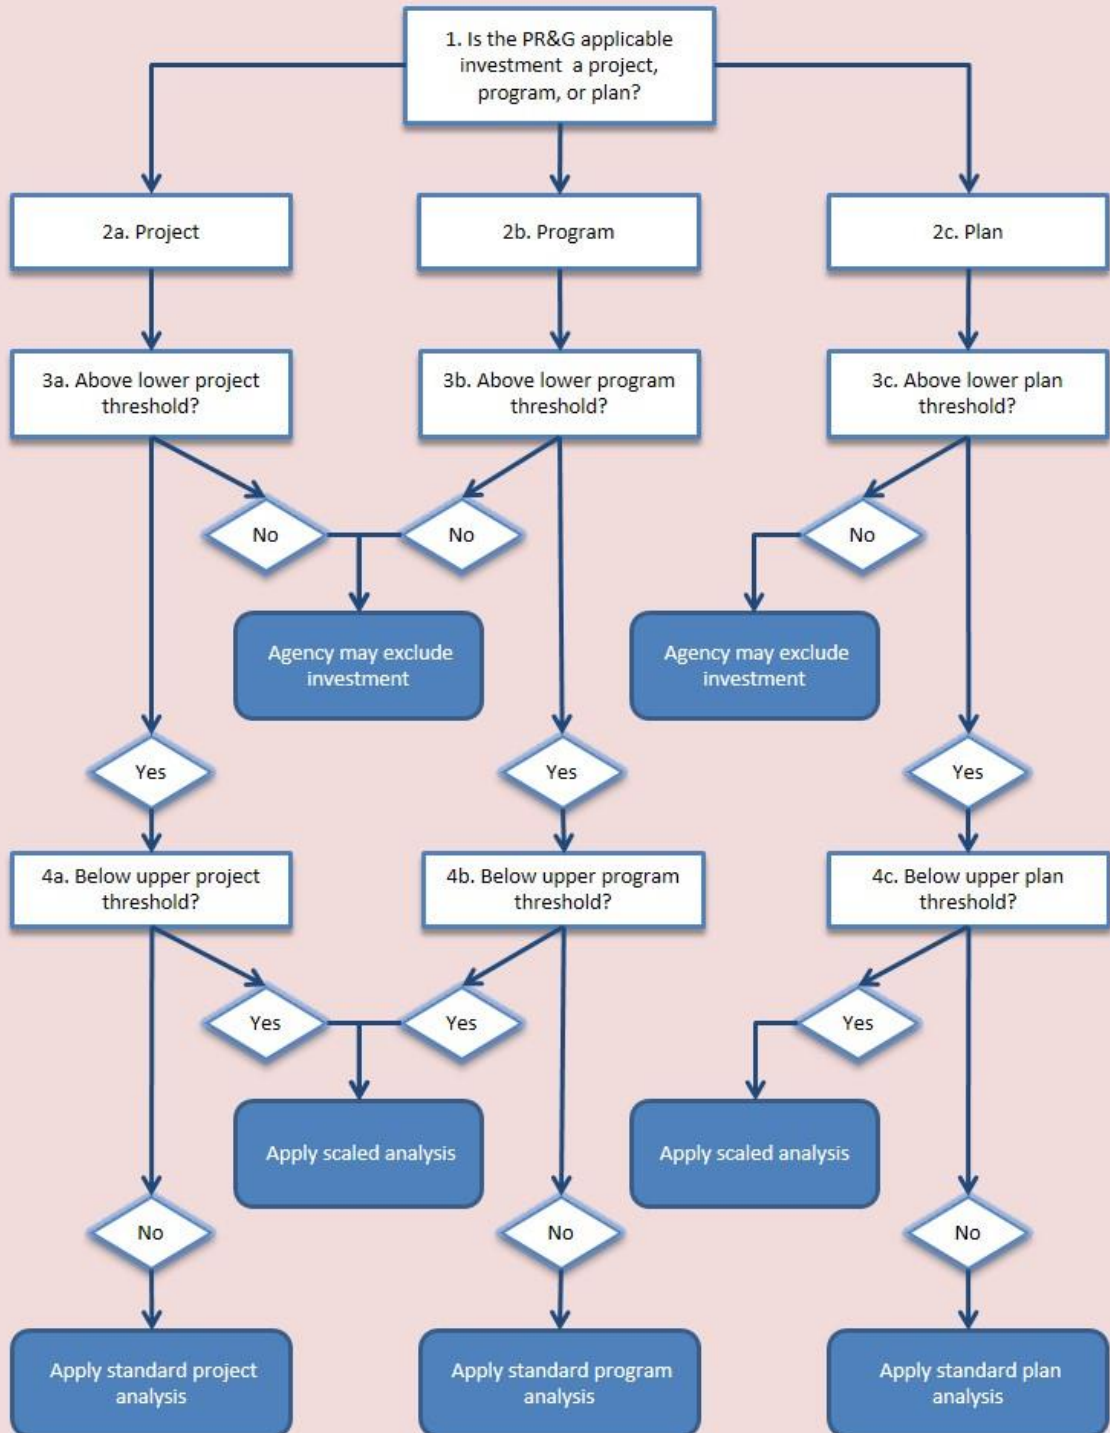 1. Is the PR&G applicable
investment a project,
program, or plan?
2a. Project
2b. Program
2c. Plan
3a. Above lower project
threshold?
3b. Above lower program
threshold?
3c. Above lower plan
threshold?
No
No
No
Agency may exclude
investment
Agency may exclude
investment
Yes
Yes
Yes
4a. Below upper project
threshold?
4b. Below upper program
threshold?
4c. Below upper plan
threshold?
Yes
Yes
Yes
Apply scaled analysis
Apply scaled analysis
No
No
No
Apply standard project
analysis
Apply standard program
analysis
Apply standard plan
analysis